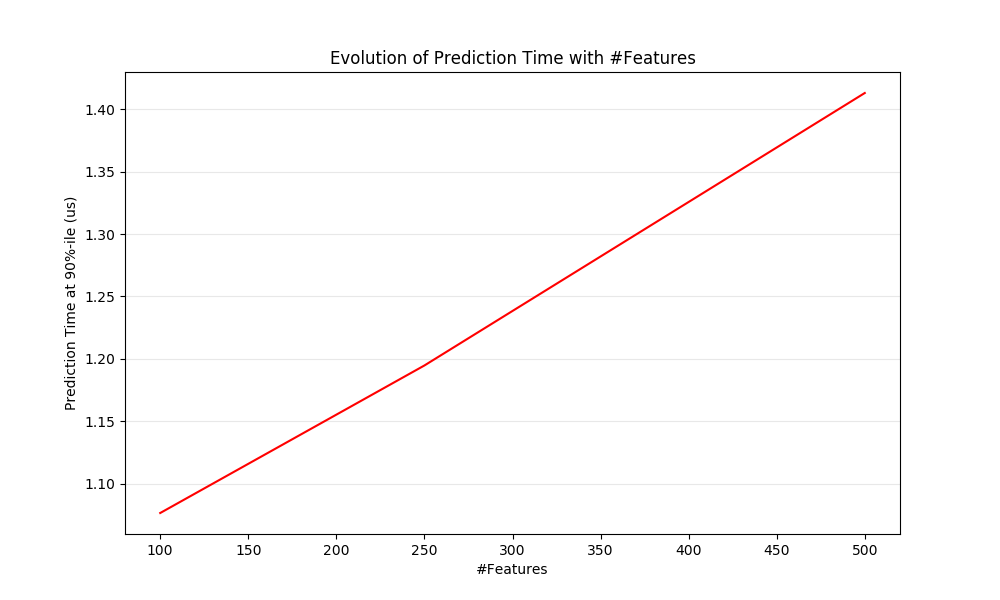 Evolution of Prediction Time with #Features
Prediction Time at 90%-ile (us)
1.40
1.35
1.30
1.25
1.20
1.15
1.10
100 150 200 250 300 350 400 450 500
#Features